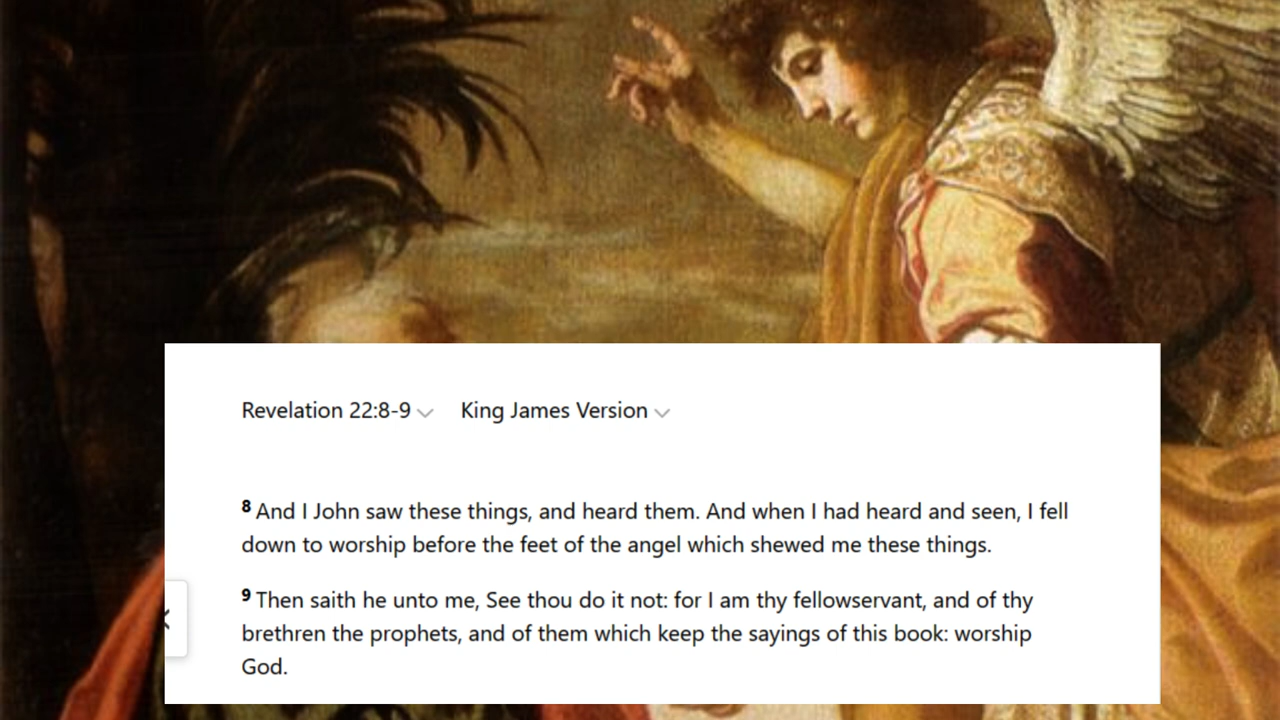 Revelation 22:8-9 King James Version
8 And I John saw these things, and heard them. And when I had heard and seen, I fell
down to worship before the feet of the angel which shewed me these things.
9 Then saith he unto me, See thou do it not: for I am thy fellowservant, and of thy
brethren the prophets, and of them which keep the sayings of this book: worship
God.